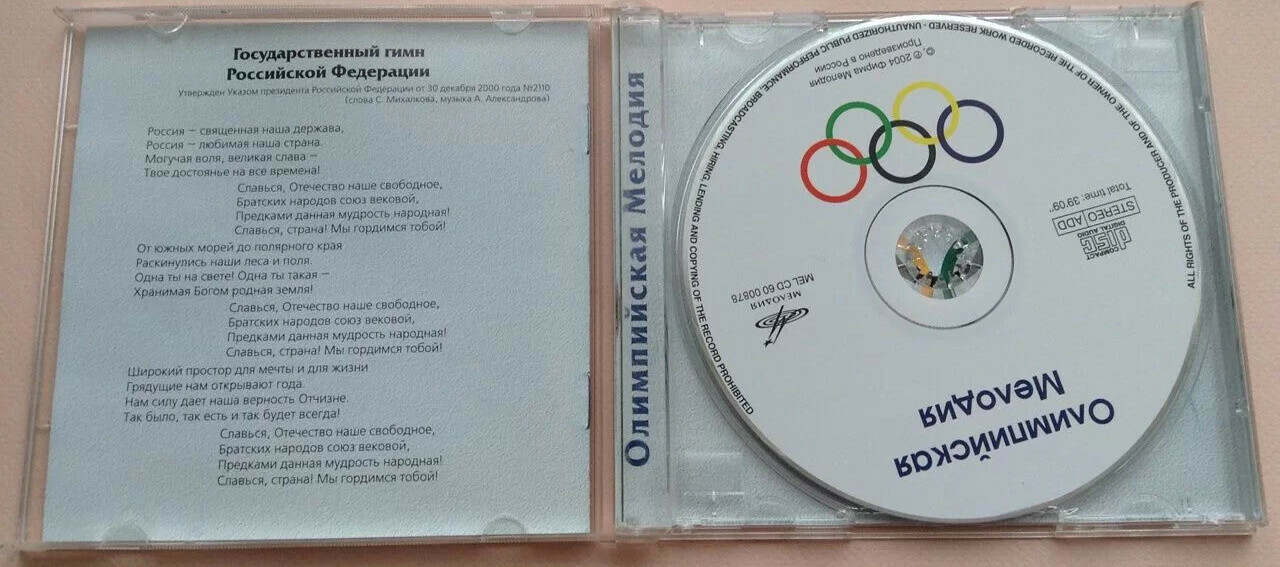 Государственный гимн
Российской Федерации
Утвержден Указом президента Российской Федерации от 30 декабря 2000 года №2110
(слова С. Михалкова, музыка А. Александрова)
Россия – священная наша держава,
Россия – любимая наша страна.
Могучая воля, великая слава –
Твое достоянье на все времена!
Славься, Отечество наше свободное,
Братских народов союз вековой,
Предками данная мудрость народная!
Славься, страна! Мы гордимся тобой!
От южных морей до полярного края
Раскинулись наши леса и поля.
Одна ты на свете! Одна ты такая –
Хранимая Богом родная земля!
Славься, Отечество наше свободное,
Братских народов союз вековой,
Предками данная мудрость народная!
Славься, страна! Мы гордимся тобой!
Широкий простор для мечты и для жизни
Грядущие нам открывают года.
Нам силу дает наша верность Отчизне.
Так было, так есть и так будет всегда!
Славься, Отечество наше свободное,
Братских народов союз вековой,
Предками данная мудрость народная!
Славься, страна! Мы гордимся тобой!
Олимпийская Мелодия
Олимпийская
Мелодия
МЕЛОДИЯ
MEL CD 60 00878
COMPACT
disc
DIGITAL AUDIO
STEREO ADD
Total time: 39'09"
© ℗ 2004 Фирма Мелодия
Произведено в России
ALL RIGHTS OF THE PRODUCER AND OF THE OWNER OF THE RECORDED WORK RESERVED - UNAUTHORIZED PUBLIC PERFORMANCE, BROADCASTING, HIRING, LENDING AND COPYING OF THE RECORD PROHIBITED